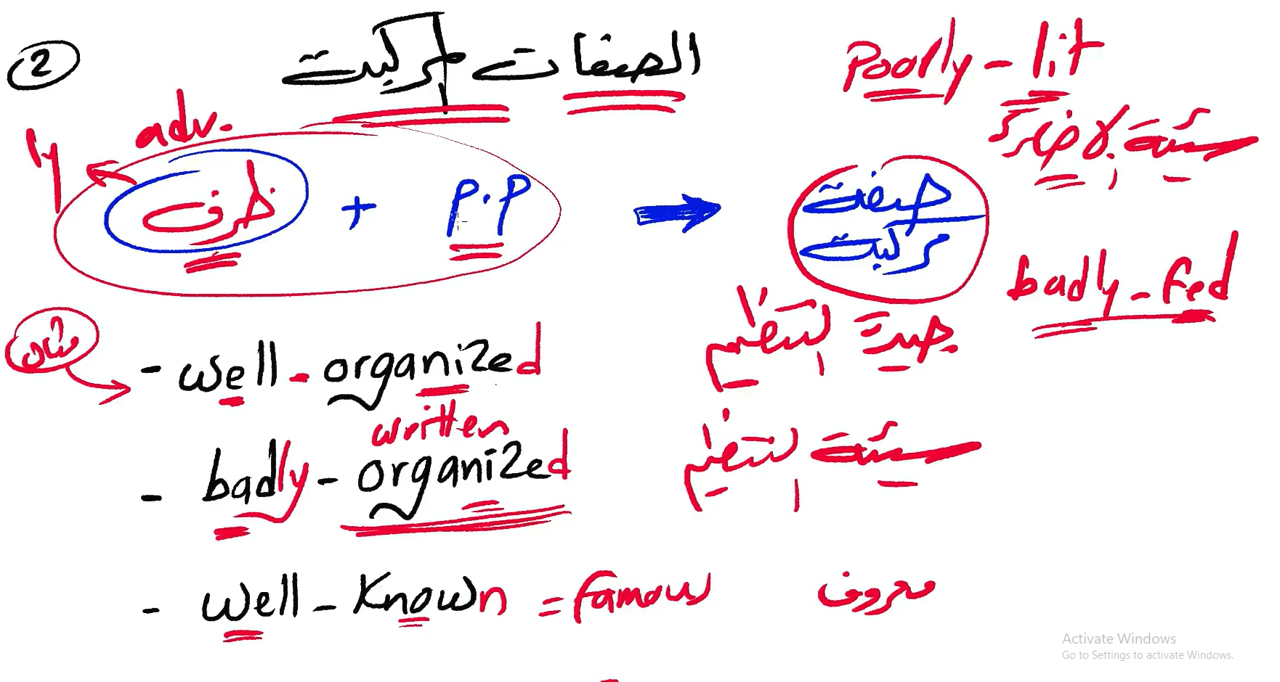 2 الصفات مركبة
Poorly - lit
سيئة لإضاءة
ly adv.
ظرف + P.P
صفة
مركبة
badly - fed
مثال
- well - organized جيدة التنظيم
written
- badly - organized سيئة التنظيم
- well - known = famous معروف
Activate Windows
Go to Settings to activate Windows.